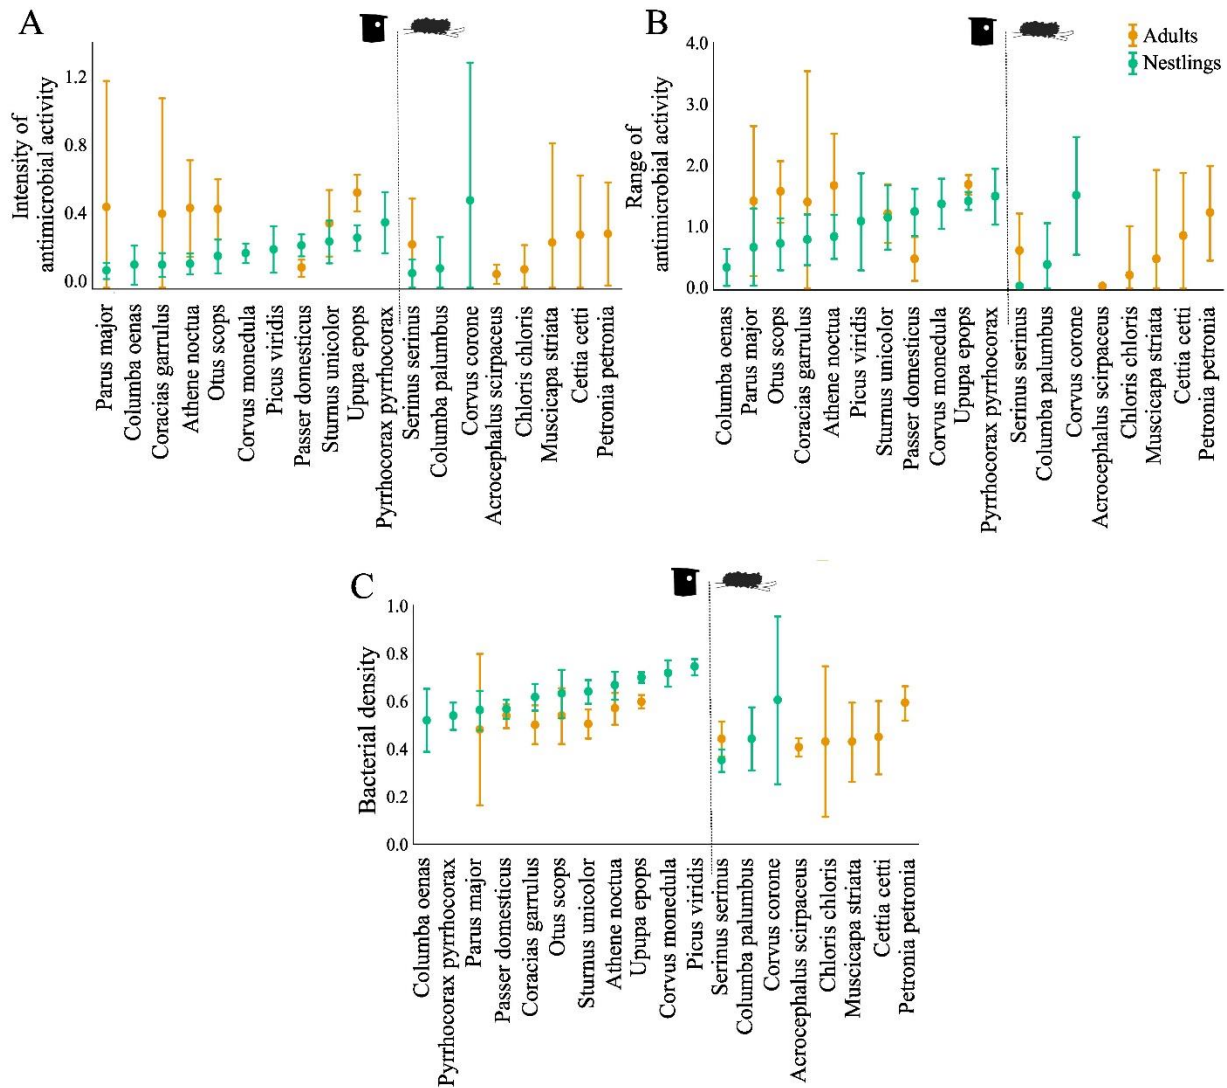 A
Intensity of
antimicrobial activity
1.2
0.8
0.4
0.0
Parus major
Columba oenas
Coracias garrulus
Athene noctua
Otus scops
Corvus monedula
Picus viridis
Passer domesticus
Sturnus unicolor
Upupa epops
Pyrrhocorax pyrrhocorax
Serinus serinus
Columba palumbus
Corvus corone
Acrocephalus scirpaceus
Chloris chloris
Muscicapa striata
Cettia cetti
Petronia petronia
B
Adults
Nestlings
Range of
antimicrobial activity
4.0
3.0
2.0
1.0
0.0
Columba oenas
Parus major
Otus scops
Coracias garrulus
Athene noctua
Picus viridis
Sturnus unicolor
Passer domesticus
Corvus monedula
Upupa epops
Pyrrhocorax pyrrhocorax
Serinus serinus
Columba palumbus
Corvus corone
Acrocephalus scirpaceus
Chloris chloris
Muscicapa striata
Cettia cetti
Petronia petronia
C
Bacterial density
1.0
0.8
0.6
0.4
0.2
0.0
Columba oenas
Pyrrhocorax pyrrhocorax
Parus major
Passer domesticus
Coracias garrulus
Otus scops
Sturnus unicolor
Athene noctua
Upupa epops
Corvus monedula
Picus viridis
Serinus serinus
Columba palumbus
Corvus corone
Acrocephalus scirpaceus
Chloris chloris
Muscicapa striata
Cettia cetti
Petronia petronia